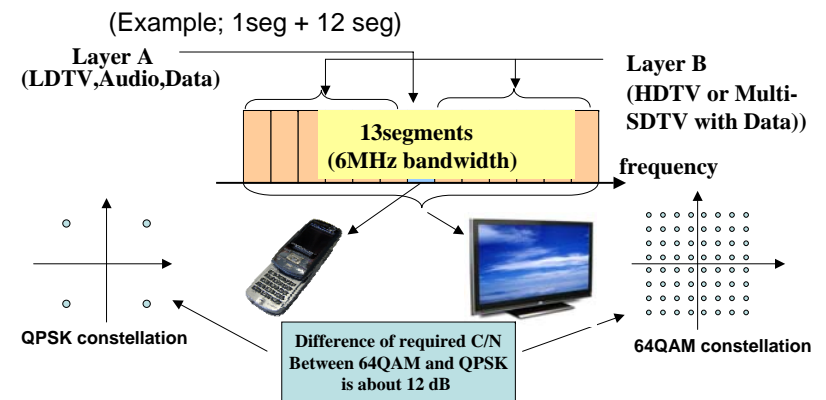 (Example; 1seg + 12 seg)
Layer A
(LDTV,Audio,Data)
Layer B
(HDTV or Multi-
SDTV with Data))
13segments
(6MHz bandwidth)
frequency
QPSK constellation
64QAM constellation
Difference of required C/N
Between 64QAM and QPSK
is about 12 dB